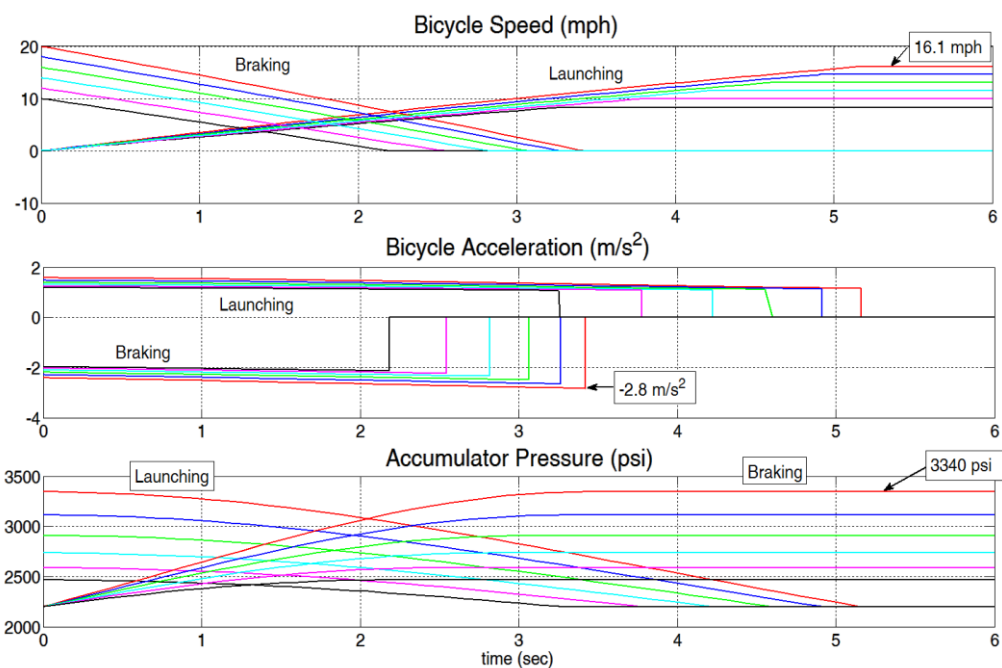 Bicycle Speed (mph)
20
10
0
-10
Braking
Launching
16.1 mph
0 1 2 3 4 5 6
Bicycle Acceleration (m/s²)
2
0
-2
-4
Launching
Braking
-2.8 m/s²
0 1 2 3 4 5 6
Accumulator Pressure (psi)
3500
3000
2500
2000
Launching
Braking
3340 psi
0 1 2 3 4 5 6
time (sec)